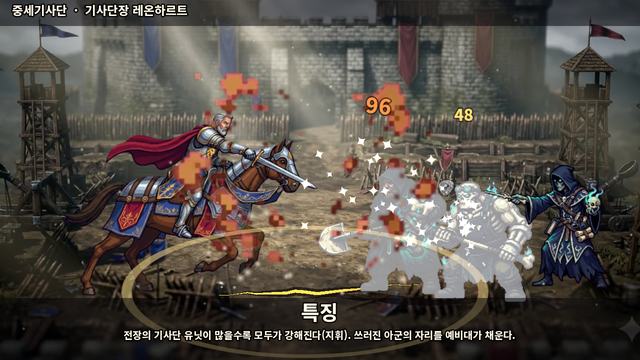 중세기사단 · 기사단장 레온하르트
96
48
특징
전장의 기사단 유닛이 많을수록 모두가 강해진다(지휘). 쓰러진 아군의 자리를 예비대가 채운다.